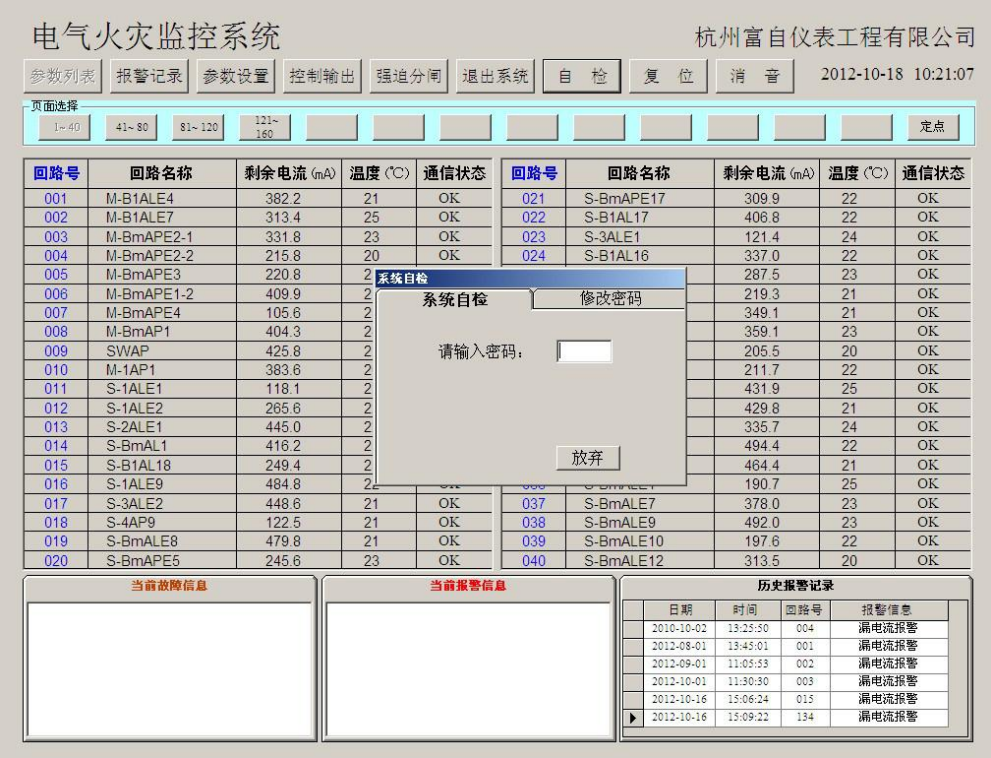 电气火灾监控系统 杭州富自仪表工程有限公司
参数列表 报警记录 参数设置 控制输出 强迫分闸 退出系统 自 检 复 位 消 音 2012-10-18 10:21:07
页面选择
1~40 41~80 81~120 121~160 定点
回路号 回路名称 剩余电流(mA) 温度(℃) 通信状态 回路号 回路名称 剩余电流(mA) 温度(℃) 通信状态
001 M-B1ALE4 382.2 21 OK 021 S-BmAPE17 309.9 22 OK
002 M-B1ALE7 313.4 25 OK 022 S-B1AL17 406.8 22 OK
003 M-BmAPE2-1 331.8 23 OK 023 S-3ALE1 121.4 24 OK
004 M-BmAPE2-2 215.8 20 OK 024 S-B1AL16 337.0 22 OK
005 M-BmAPE3 220.8 2 287.5 23 OK
006 M-BmAPE1-2 409.9 2 219.3 21 OK
007 M-BmAPE4 105.6 2 349.1 21 OK
008 M-BmAP1 404.3 2 359.1 23 OK
009 SWAP 425.8 2 205.5 20 OK
010 M-1AP1 383.6 2 211.7 22 OK
011 S-1ALE1 118.1 2 431.9 25 OK
012 S-1ALE2 265.6 2 429.8 21 OK
013 S-2ALE1 445.0 2 335.7 24 OK
014 S-BmAL1 416.2 2 494.4 22 OK
015 S-B1AL18 249.4 2 464.4 21 OK
016 S-1ALE9 484.8 190.7 25 OK
017 S-3ALE2 448.6 21 OK 037 S-BmALE7 378.0 23 OK
018 S-4AP9 122.5 21 OK 038 S-BmALE9 492.0 23 OK
019 S-BmALE8 479.8 21 OK 039 S-BmALE10 197.6 22 OK
020 S-BmAPE5 245.6 23 OK 040 S-BmALE12 313.5 20 OK
系统自检
系统自检 修改密码
请输入密码：
放弃
当前故障信息 当前报警信息 历史报警记录
日期 时间 回路号 报警信息
2010-10-02 13:25:50 004 漏电流报警
2012-08-01 13:45:01 001 漏电流报警
2012-09-01 11:05:53 002 漏电流报警
2012-10-01 11:30:30 003 漏电流报警
2012-10-16 15:06:24 015 漏电流报警
2012-10-16 15:09:22 134 漏电流报警